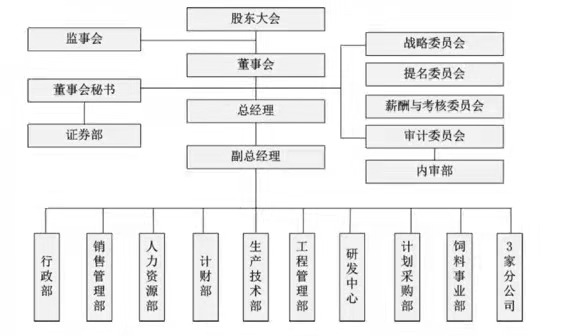 股东大会
监事会
战略委员会
董事会
提名委员会
董事会秘书
薪酬与考核委员会
总经理
证券部
审计委员会
副总经理
内审部
行政部
销售管理部
人力资源部
计财部
生产技术部
工程管理部
研发中心
计划采购部
饲料事业部
3家分公司